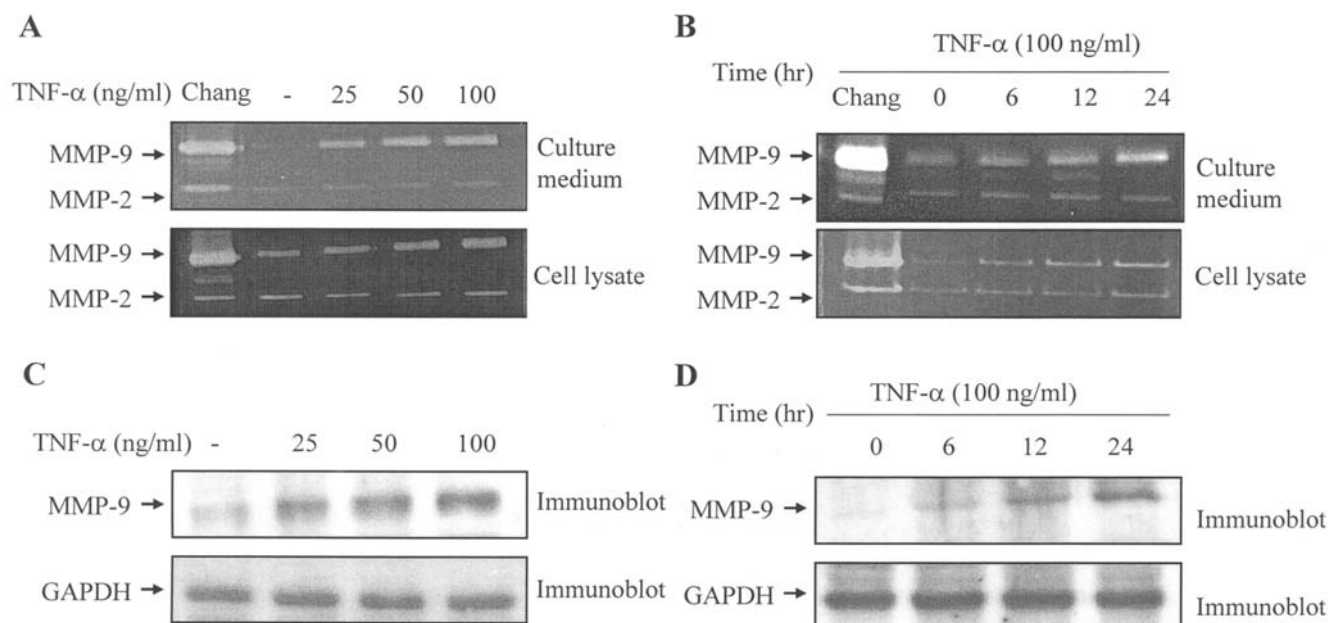 A
TNF-α (ng/ml) Chang - 25 50 100
MMP-9
MMP-2
Culture
medium
MMP-9
MMP-2
Cell lysate
B
TNF-α (100 ng/ml)
Time (hr)
Chang 0 6 12 24
MMP-9
MMP-2
Culture
medium
MMP-9
MMP-2
Cell lysate
C
TNF-α (ng/ml) - 25 50 100
MMP-9
Immunoblot
GAPDH
Immunoblot
D
TNF-α (100 ng/ml)
Time (hr)
0 6 12 24
MMP-9
Immunoblot
GAPDH
Immunoblot